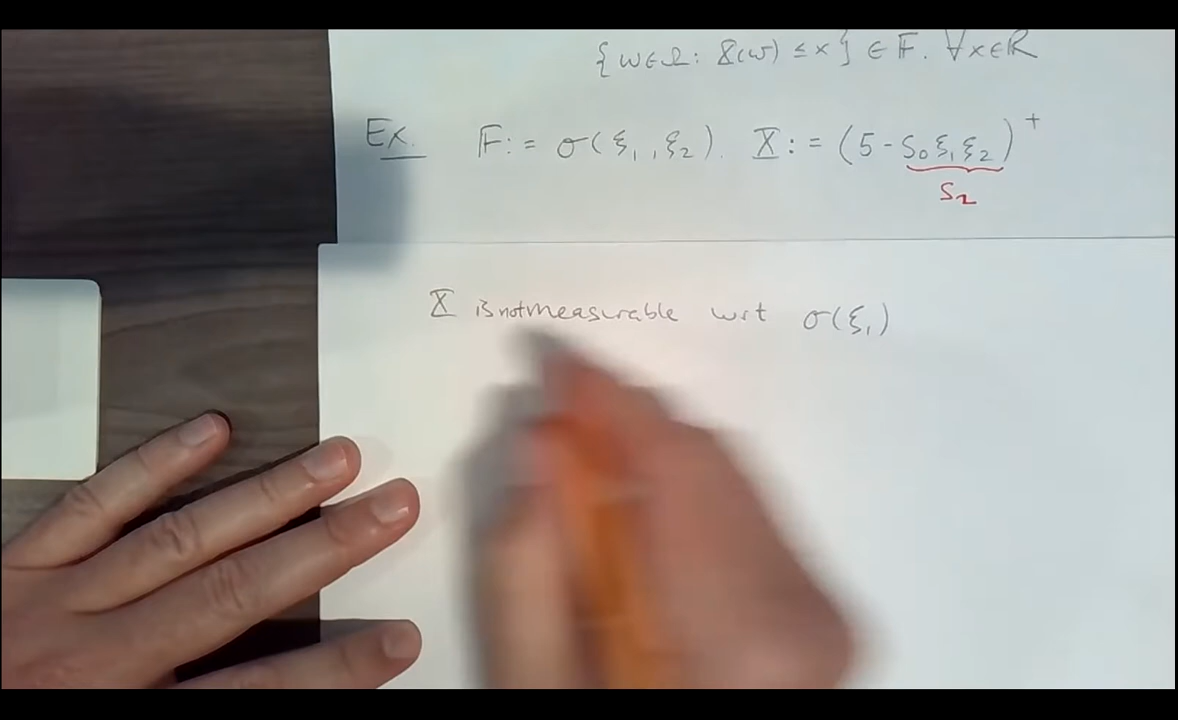 {ω∈Ω: X(ω) ≤ x} ∈ F. ∀x∈R
Ex. F := σ(ξ₁, ξ₂). X := (5 - S₀ξ₁ξ₂)⁺
S₂
X is not measurable wrt σ(ξ₁)